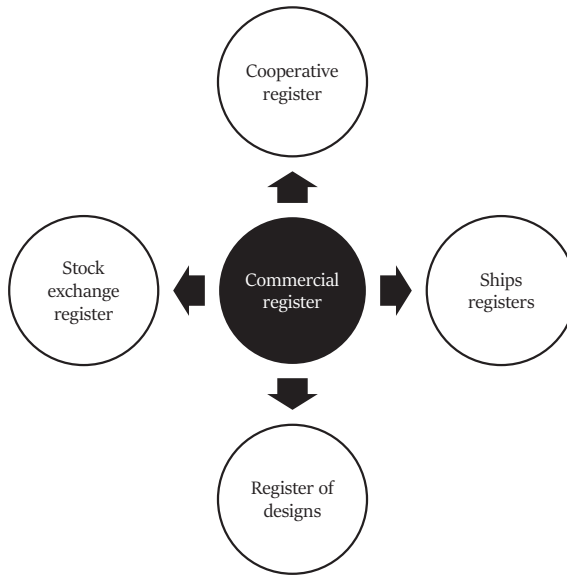 Cooperative
register
Stock
exchange
register
Commercial
register
Ships
registers
Register of
designs